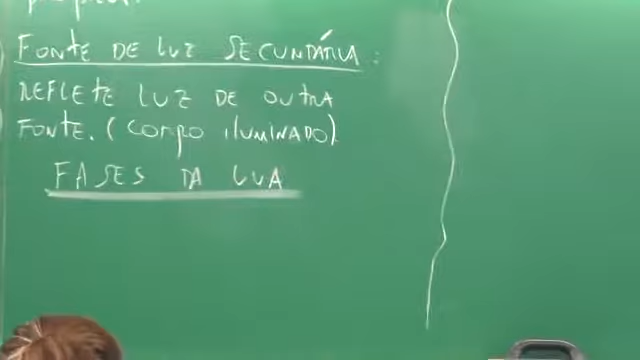 FONTE DE LUZ SECUNDÁRIA:
REFLETE LUZ DE OUTRA
FONTE. (CORPO ILUMINADO)
FASES DA LUA